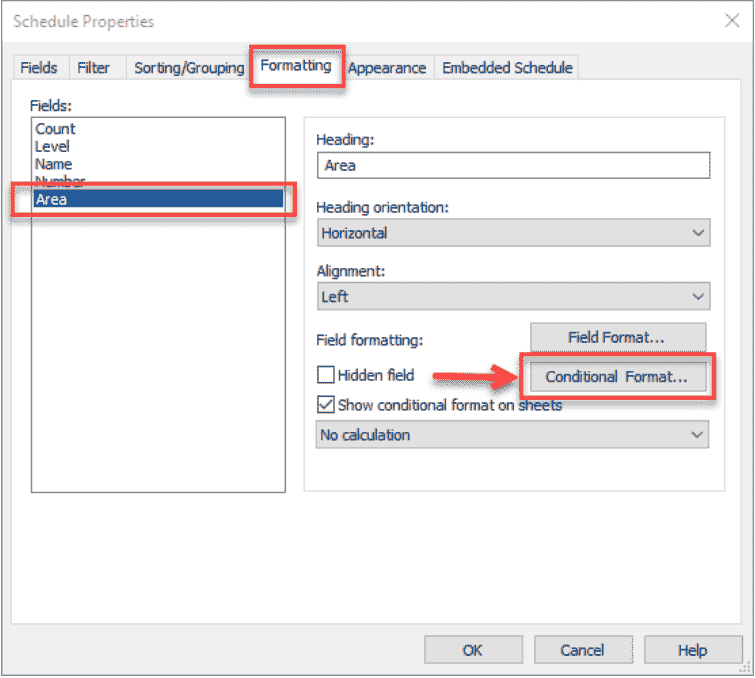 Schedule Properties
Fields Filter Sorting/Grouping Formatting Appearance Embedded Schedule
Fields:
Count
Level
Name
Number
Area
Heading:
Area
Heading orientation:
Horizontal
Alignment:
Left
Field formatting:
Field Format...
Hidden field
Conditional Format...
Show conditional format on sheets
No calculation
OK Cancel Help